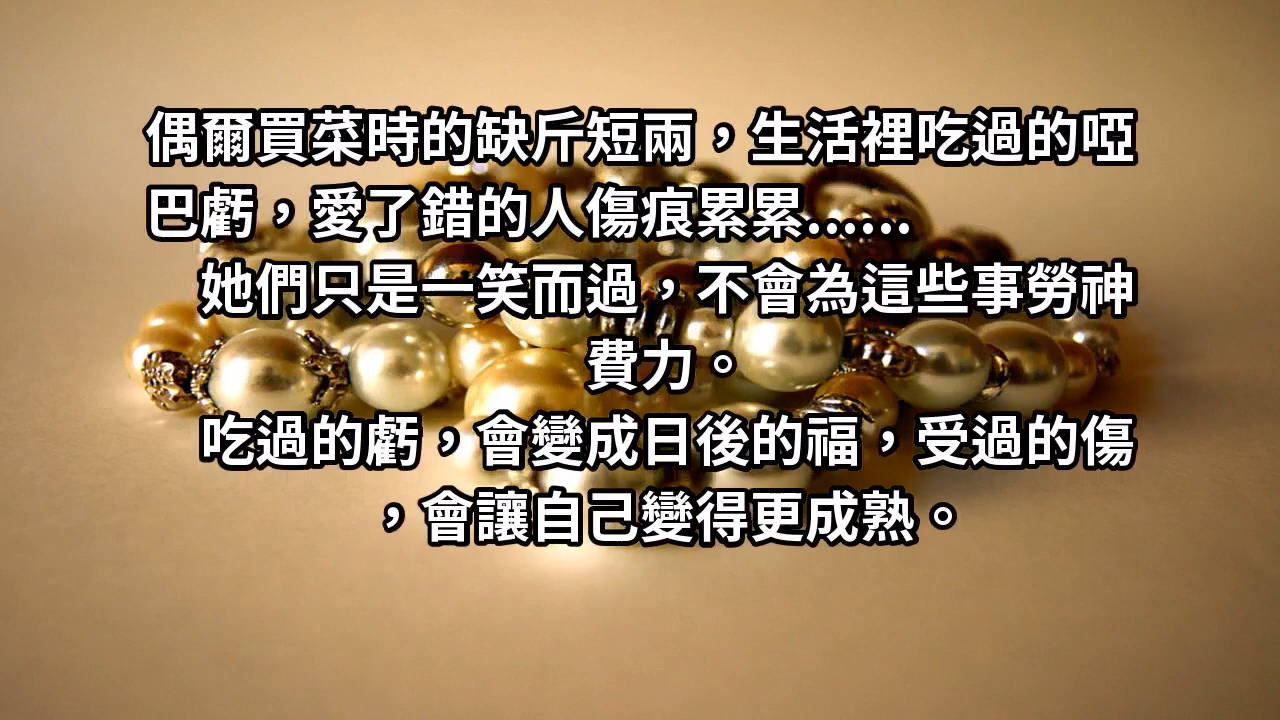 偶爾買菜時的缺斤短兩，生活裡吃過的啞
巴虧，愛了錯的人傷痕累累......
她們只是一笑而過，不會為這些事勞神
費力。
吃過的虧，會變成日後的福，受過的傷
，會讓自己變得更成熟。